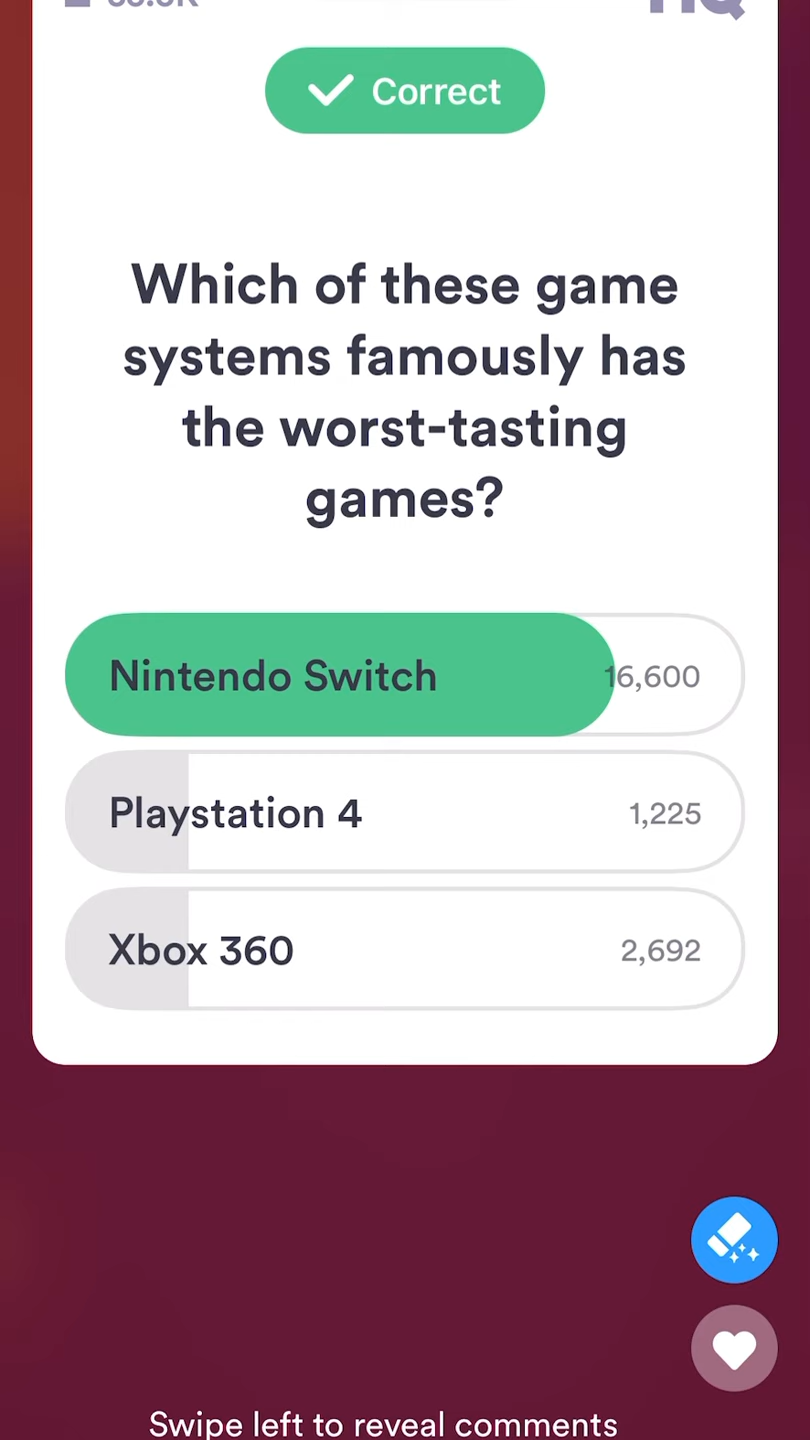 Correct
Which of these game
systems famously has
the worst-tasting
games?
Nintendo Switch 16,600
Playstation 4 1,225
Xbox 360 2,692
Swipe left to reveal comments